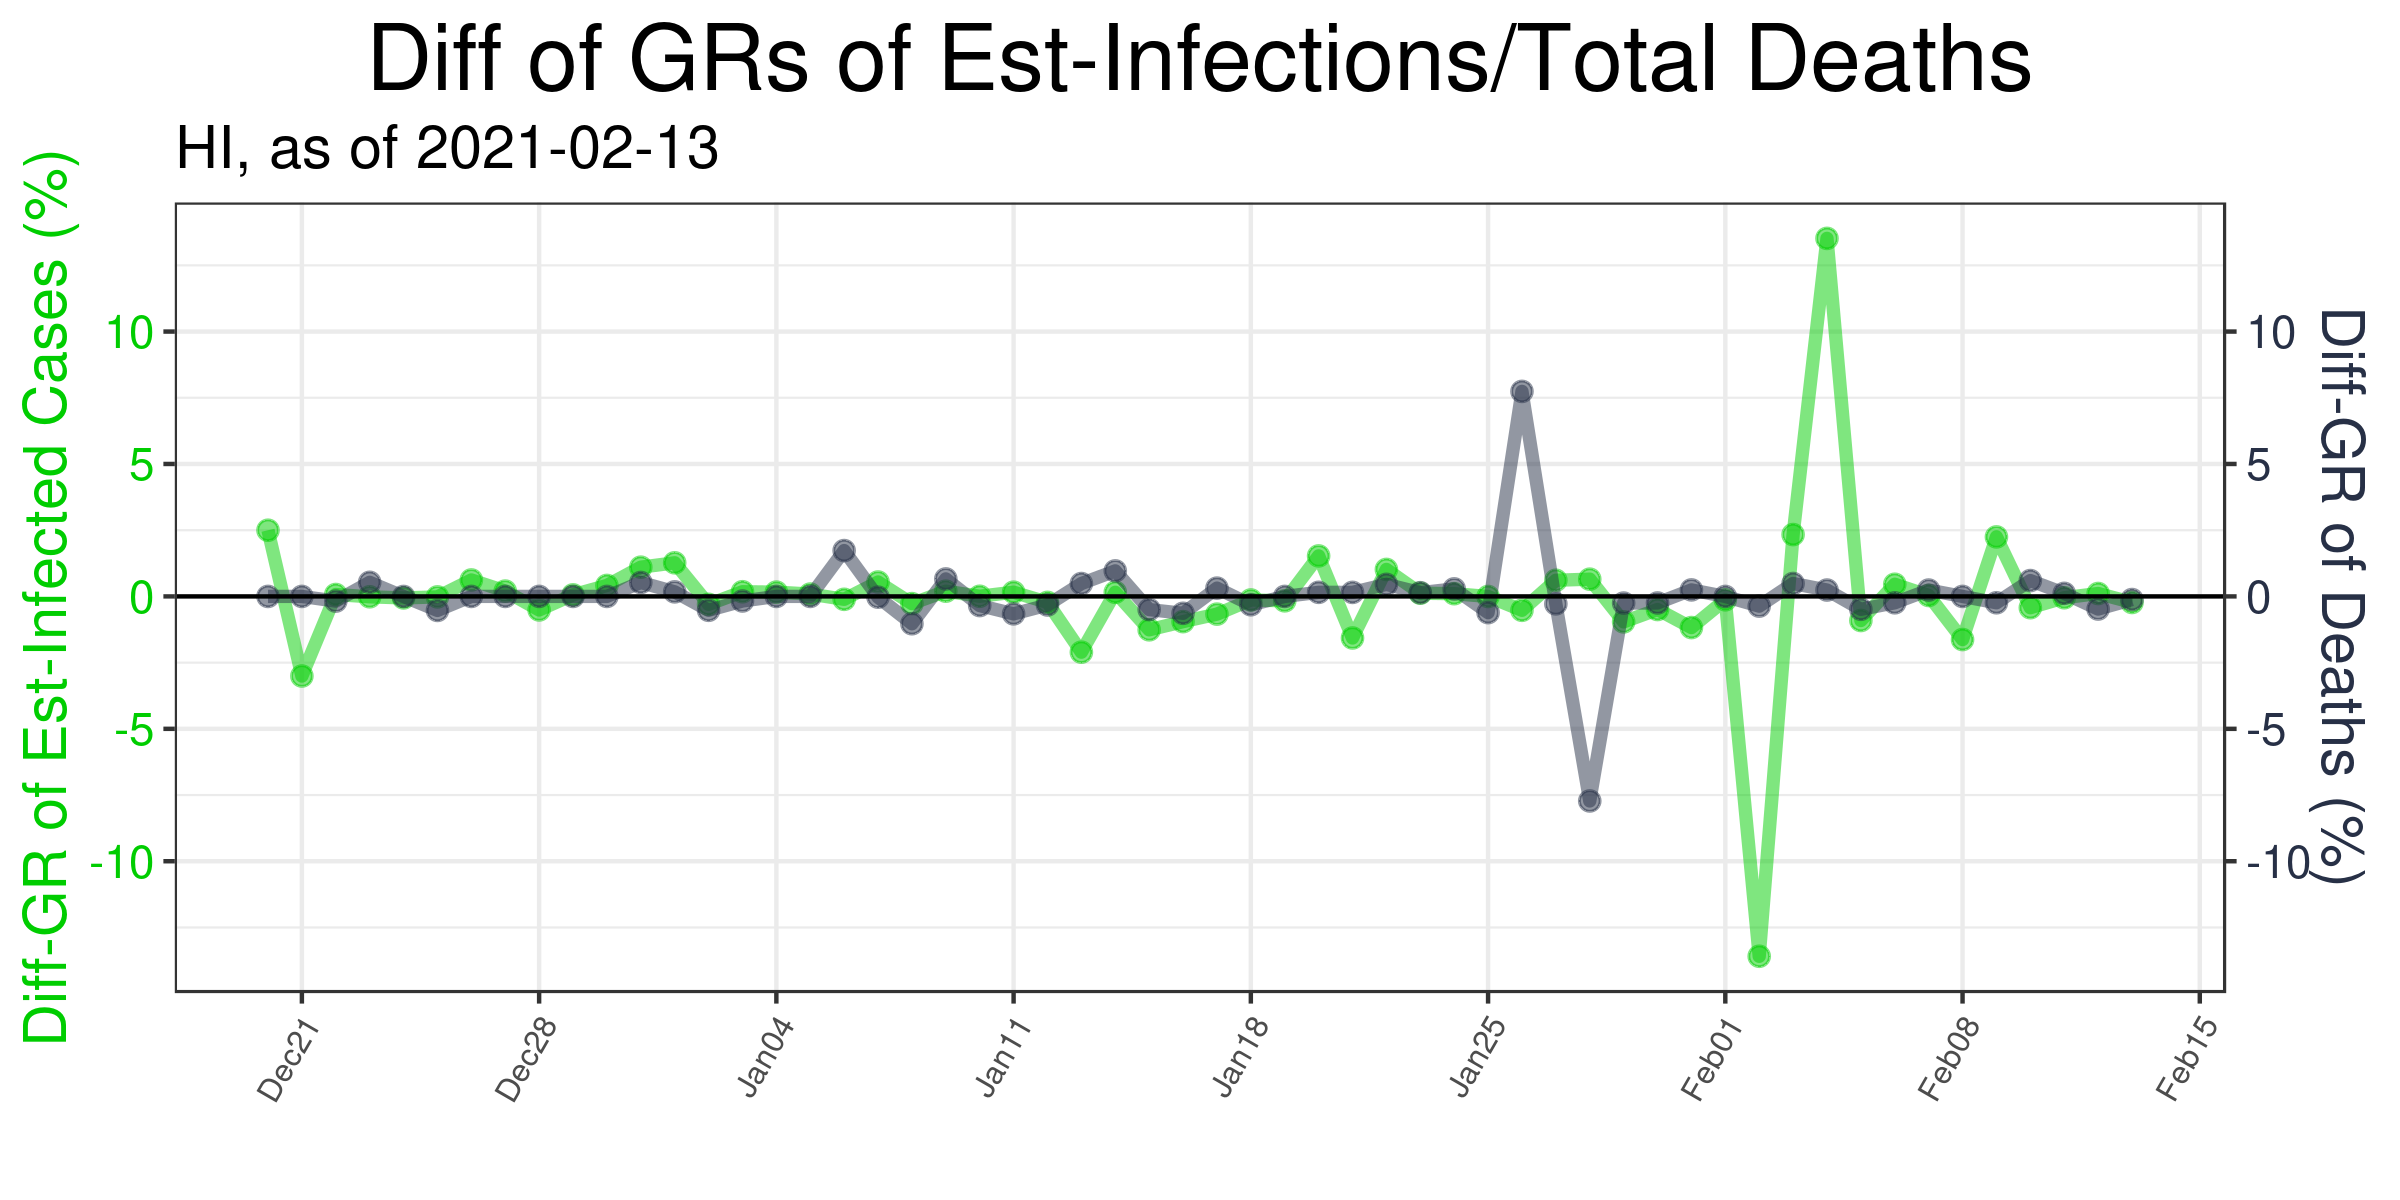 Diff of GRs of Est-Infections/Total Deaths
HI, as of 2021-02-13
Diff-GR of Est-Infected Cases (%)
10
5
0
-5
-10
10
5
0
-5
-10
Diff-GR of Deaths (%)
Dec21
Dec28
Jan04
Jan11
Jan18
Jan25
Feb01
Feb08
Feb15